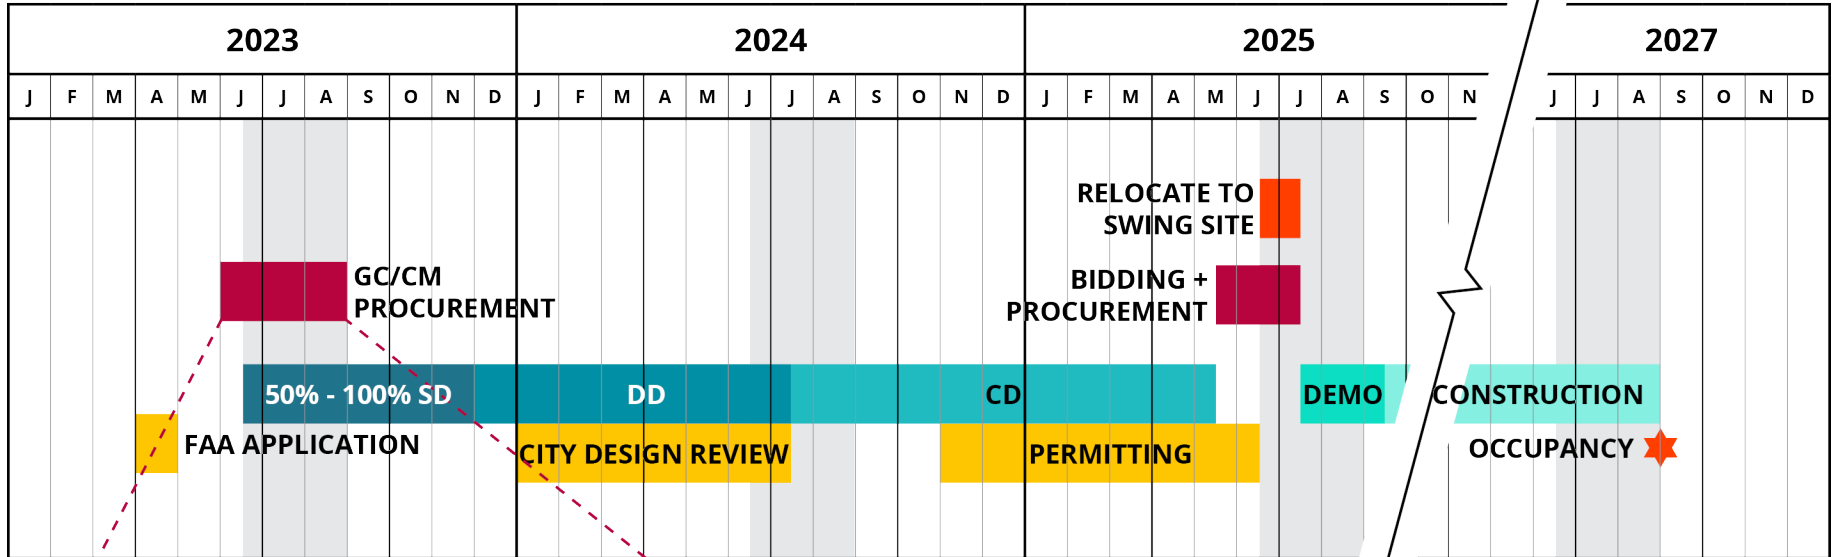 2023 2024 2025 2027
J F M A M J J A S O N D J F M A M J J A S O N D J F M A M J J A S O N J J A S O N D
RELOCATE TO
SWING SITE
GC/CM
PROCUREMENT
BIDDING +
PROCUREMENT
50% - 100% SD DD CD DEMO CONSTRUCTION
FAA APPLICATION CITY DESIGN REVIEW PERMITTING OCCUPANCY